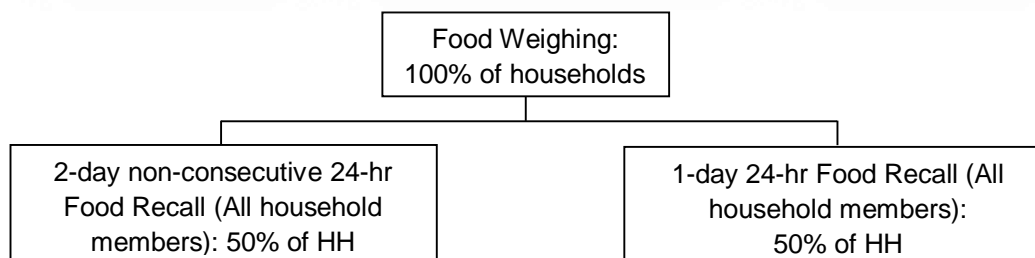 Food Weighing:
100% of households
2-day non-consecutive 24-hr
Food Recall (All household
members): 50% of HH
1-day 24-hr Food Recall (All
household members):
50% of HH